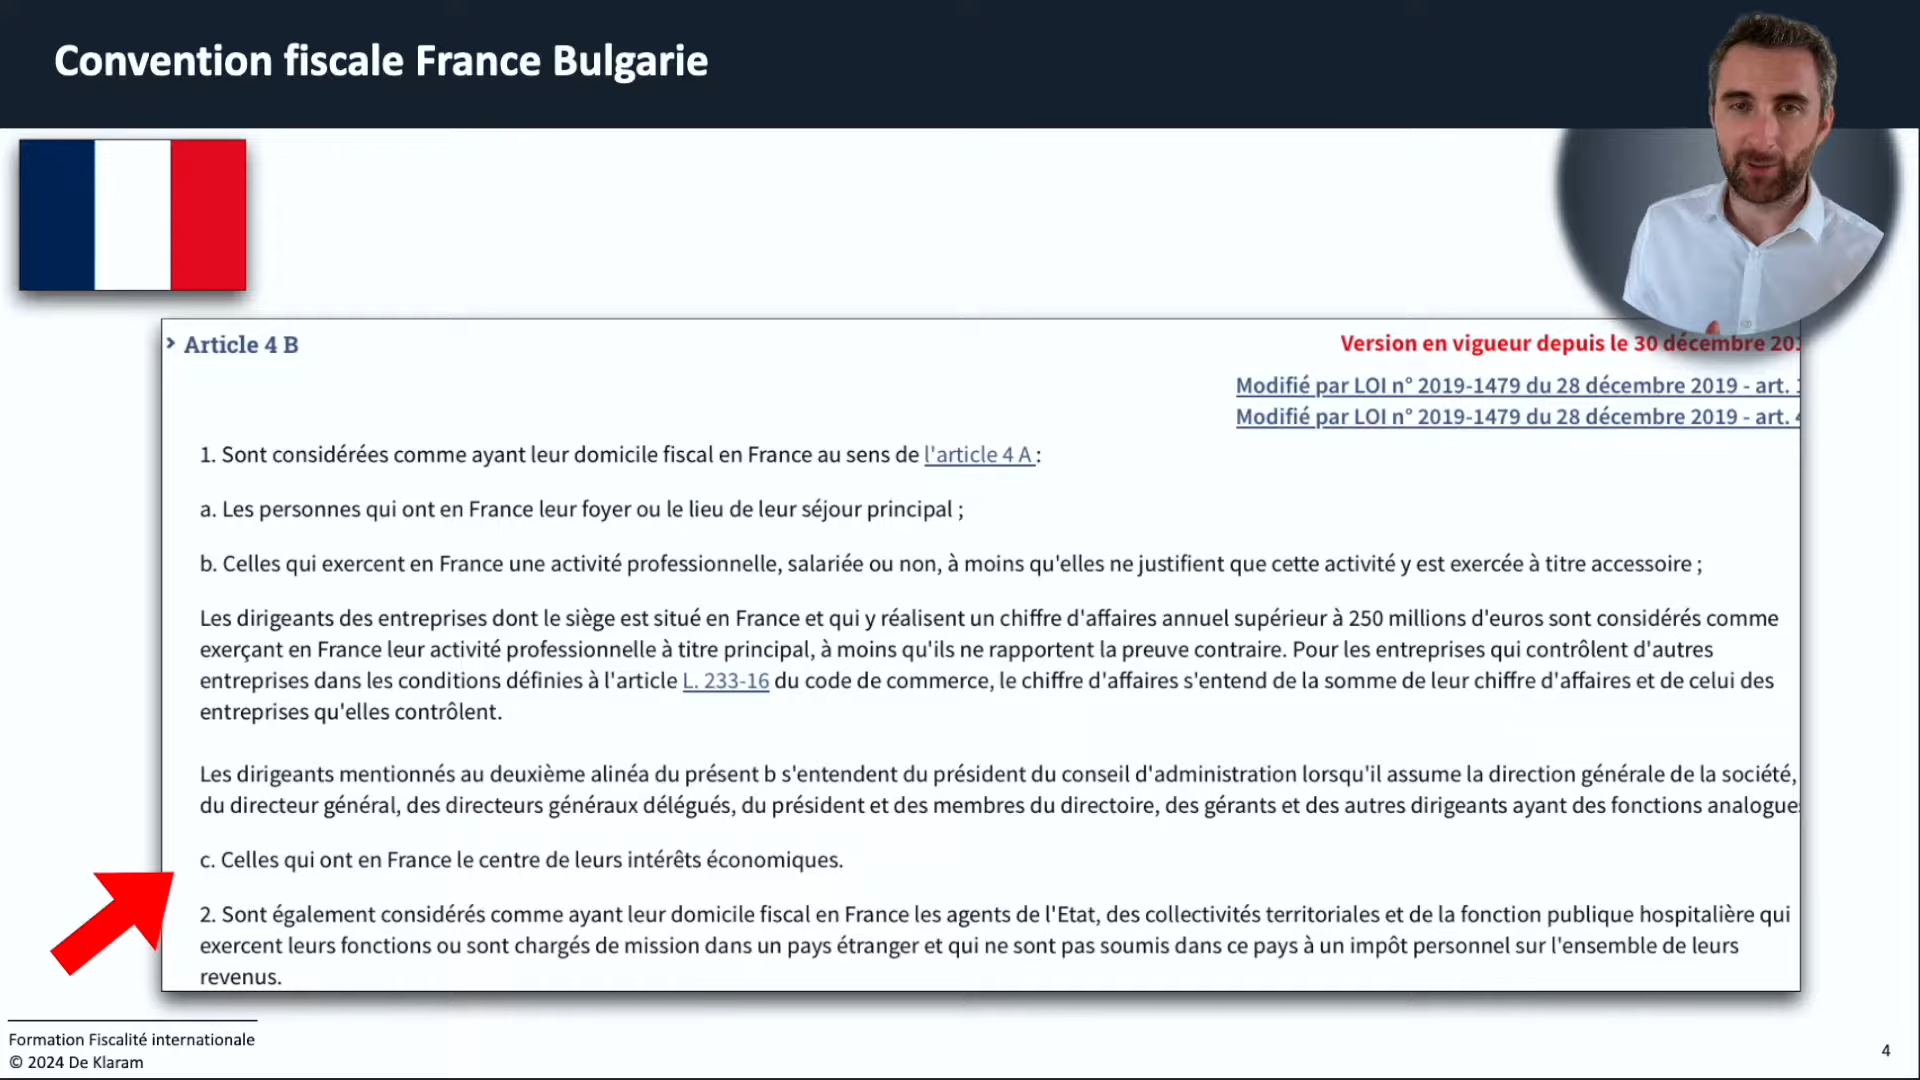 Convention fiscale France Bulgarie
Article 4 B
Version en vigueur depuis le 30 décembre 201
Modifié par LOI n° 2019-1479 du 28 décembre 2019 - art.
Modifié par LOI n° 2019-1479 du 28 décembre 2019 - art.
1. Sont considérées comme ayant leur domicile fiscal en France au sens de l'article 4 A :
a. Les personnes qui ont en France leur foyer ou le lieu de leur séjour principal ;
b. Celles qui exercent en France une activité professionnelle, salariée ou non, à moins qu'elles ne justifient que cette activité y est exercée à titre accessoire ;
Les dirigeants des entreprises dont le siège est situé en France et qui y réalisent un chiffre d'affaires annuel supérieur à 250 millions d'euros sont considérés comme
exerçant en France leur activité professionnelle à titre principal, à moins qu'ils ne rapportent la preuve contraire. Pour les entreprises qui contrôlent d'autres
entreprises dans les conditions définies à l'article L. 233-16 du code de commerce, le chiffre d'affaires s'entend de la somme de leur chiffre d'affaires et de celui des
entreprises qu'elles contrôlent.
Les dirigeants mentionnés au deuxième alinéa du présent b s'entendent du président du conseil d'administration lorsqu'il assume la direction générale de la société,
du directeur général, des directeurs généraux délégués, du président et des membres du directoire, des gérants et des autres dirigeants ayant des fonctions analogue
c. Celles qui ont en France le centre de leurs intérêts économiques.
2. Sont également considérés comme ayant leur domicile fiscal en France les agents de l'Etat, des collectivités territoriales et de la fonction publique hospitalière qui
exercent leurs fonctions ou sont chargés de mission dans un pays étranger et qui ne sont pas soumis dans ce pays à un impôt personnel sur l'ensemble de leurs
revenus.
Formation Fiscalité internationale
© 2024 De Klaram
4